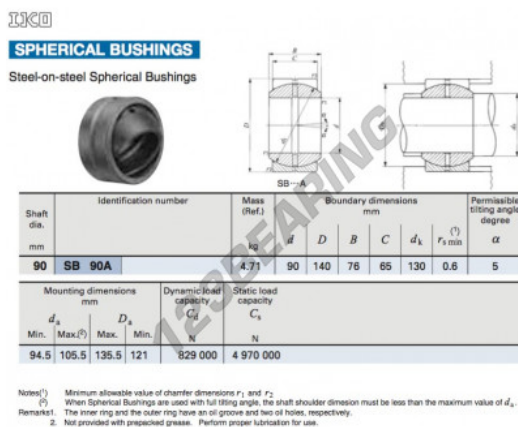 IKO
SPHERICAL BUSHINGS
Steel-on-steel Spherical Bushings
B
C
D
d
SB…A
Da
da
123BEARING
Shaft dia. mm
Identification number
Mass (Ref.) kg
Boundary dimensions mm
Permissible tilting angle degree
d D B C dk rs min (1) α
90 SB 90A 4.71 90 140 76 65 130 0.6 5
Mounting dimensions mm
Dynamic load capacity Cd N
Static load capacity Cs N
da Da
Min. Max.(2) Max. Min.
94.5 105.5 135.5 121 829 000 4 970 000
Notes(1) Minimum allowable value of chamfer dimensions r1 and r2
(2) When Spherical Bushings are used with full tilting angle, the shaft shoulder dimesion must be less than the maximum value of da.
Remarks1. The inner ring and the outer ring have an oil groove and two oil holes, respectively.
2. Not provided with prepacked grease. Perform proper lubrication for use.